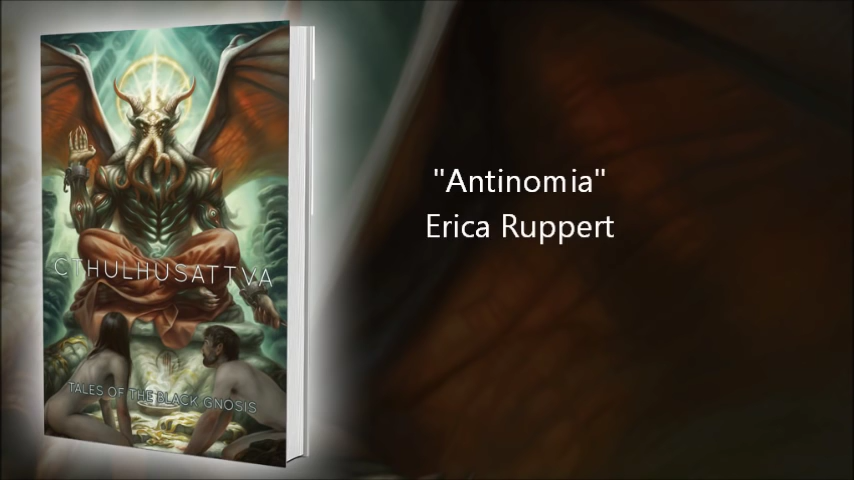 CTHULHUSATTVA
TALES OF THE BLACK GNOSIS
"Antinomia"
Erica Ruppert